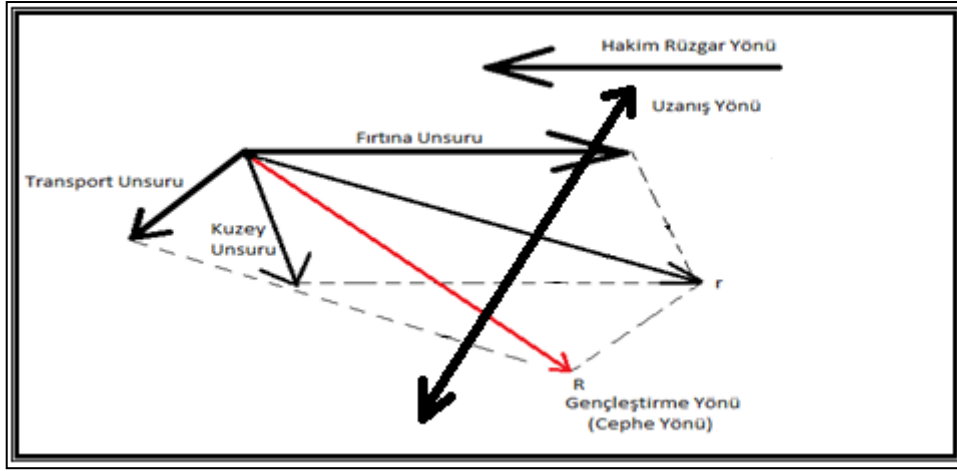 Hakim Rüzgar Yönü
Uzanış Yönü
Fırtına Unsuru
Transport Unsuru
Kuzey
Unsuru
r
R
Gençleştirme Yönü
(Cephe Yönü)